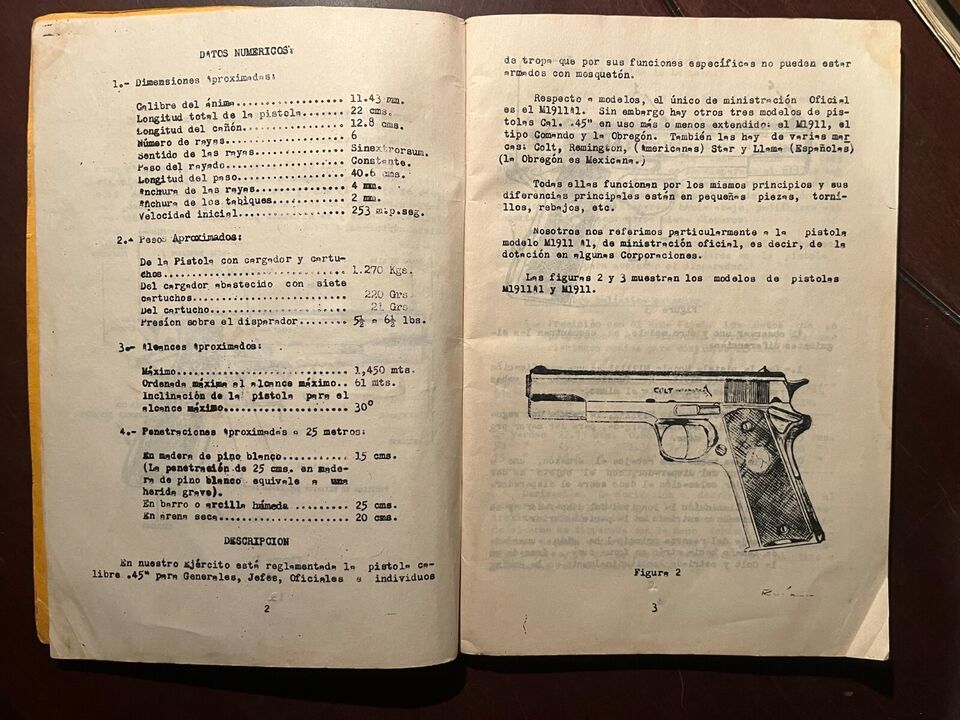 DATOS NUMERICOS:
1.- Dimensiones Aproximadas:
Calibre del ánima................... 11.43 mm.
Longitud total de la pistola........ 22 cms.
Longitud del cañón.................. 12.8 cms.
Número de rayas..................... 6
Sentido de las rayas................ Sinextrorsum.
Paso del rayado..................... Constante.
Longitud del paso................... 40.6 cms.
Anchura de las rayas................ 4 mm.
Anchura de los tabiques............. 2 mm.
Velocidad inicial................... 253 m.p.seg.
2.- Pesos Aproximados:
De la Pistola con cargador y cartu-
chos................................ 1.270 Kgs.
Del cargador abastecido con siete
cartuchos........................... 220 Grs.
Del cartucho........................ 21 Grs.
Presión sobre el disparador........ 5½ a 6½ lbs.
3.- Alcances Aproximados:
Máximo.............................. 1,450 mts.
Ordenada máxima al alcance máximo.. 61 mts.
Inclinación de la pistola para el
alcance máximo...................... 30°
4.- Penetraciones Aproximadas a 25 metros:
En madera de pino blanco............ 15 cms.
(La penetración de 25 cms. en made-
ra de pino blanco equivale a una
herida grave).
En barro o arcilla húmeda .......... 25 cms.
En arena seca....................... 20 cms.
DESCRIPCION
En nuestro Ejército está reglamentada la pistola ca-
libre .45" para Generales, Jefes, Oficiales e individuos
2
de tropa que por sus funciones específicas no pueden estar
armados con mosquetón.
Respecto a modelos, el único de ministración Oficial
es el M1911A1. Sin embargo hay otros tres modelos de pis-
tolas Cal. .45" en uso más o menos extendido: el M1911, el
tipo Comando y la Obregón. También las hay de varias mar
cas: Colt, Remington, (Americanas) Star y Llama (Españolas)
(la Obregón es Mexicana.)
Todas ellas funcionan por los mismos principios y sus
diferencias principales están en pequeñas piezas, torni-
llos, rebajos, etc.
Nosotros nos referimos particularmente a la pistola
modelo M1911 A1, de ministración oficial, es decir, de la
dotación en algunas Corporaciones.
Las figuras 2 y 3 muestran los modelos de pistolas
M1911A1 y M1911.
COLT
Figura 2
3